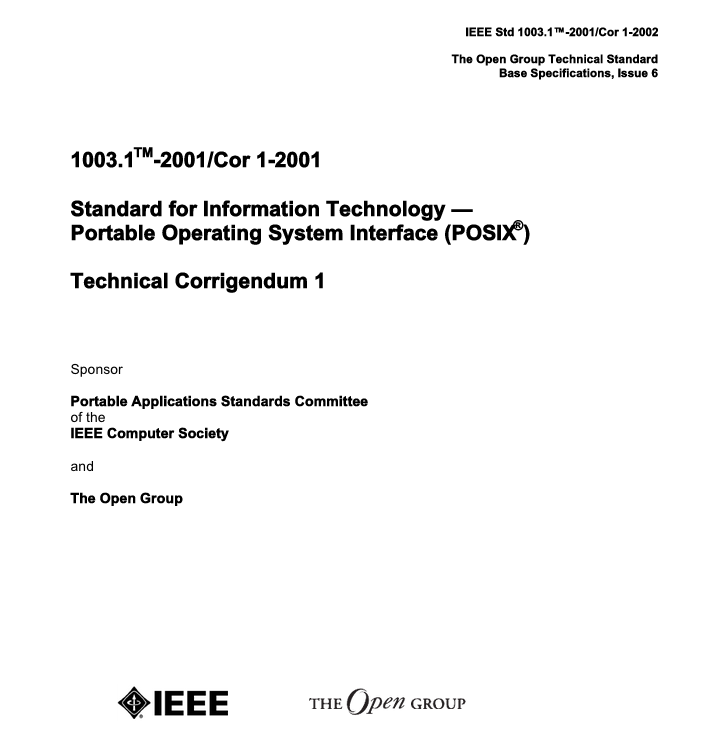 IEEE Std 1003.1™-2001/Cor 1-2002
The Open Group Technical Standard
Base Specifications, Issue 6
1003.1™-2001/Cor 1-2001
Standard for Information Technology —
Portable Operating System Interface (POSIX®)
Technical Corrigendum 1
Sponsor
Portable Applications Standards Committee
of the
IEEE Computer Society
and
The Open Group
IEEE
THE Open GROUP